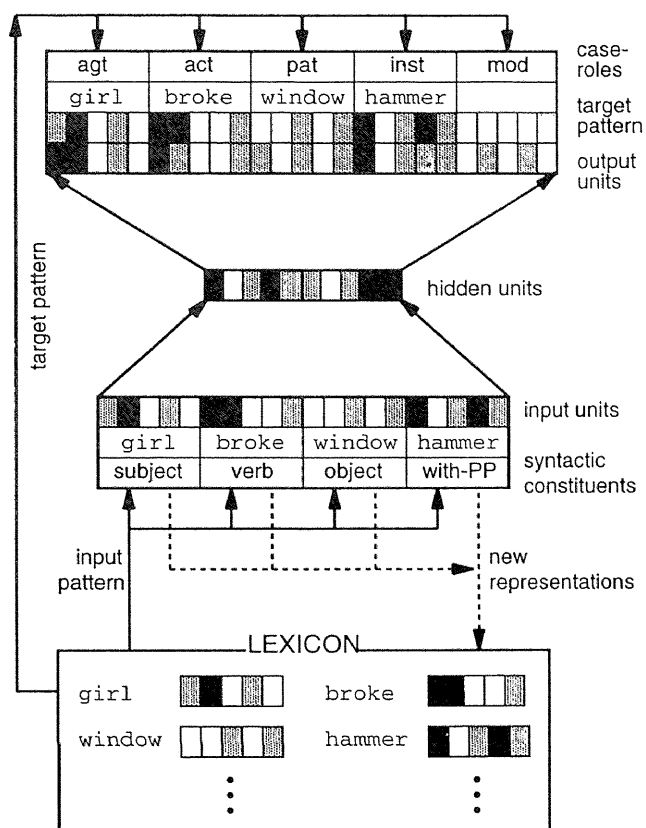 case-
roles
agt act pat inst mod
girl broke window hammer
target
pattern
output
units
target pattern
hidden units
input units
girl broke window hammer
subject verb object with-PP
syntactic
constituents
input
pattern
new
representations
LEXICON
girl broke
window hammer